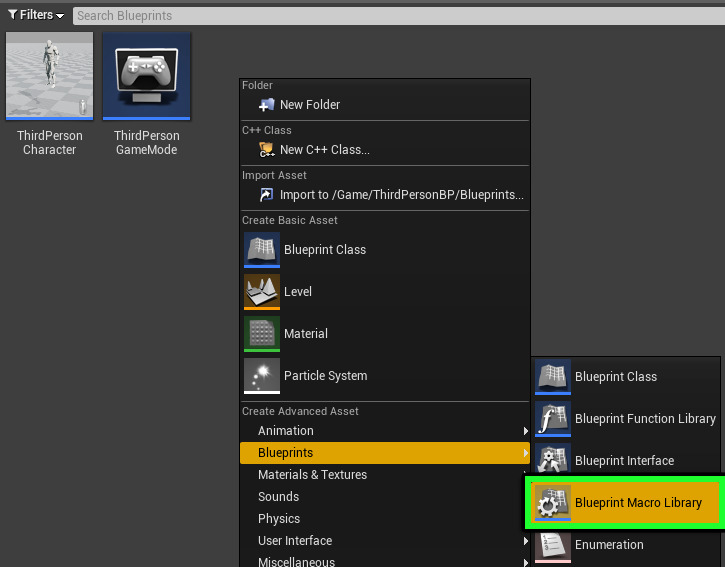 Filters
Search Blueprints
ThirdPerson
Character
ThirdPerson
GameMode
Folder
New Folder
C++ Class
C++
New C++ Class...
Import Asset
Import to /Game/ThirdPersonBP/Blueprints...
Create Basic Asset
Blueprint Class
Level
Material
Particle System
Create Advanced Asset
Animation
Blueprints
Materials & Textures
Sounds
Physics
User Interface
Miscellaneous
Blueprint Class
Blueprint Function Library
Blueprint Interface
Blueprint Macro Library
Enumeration